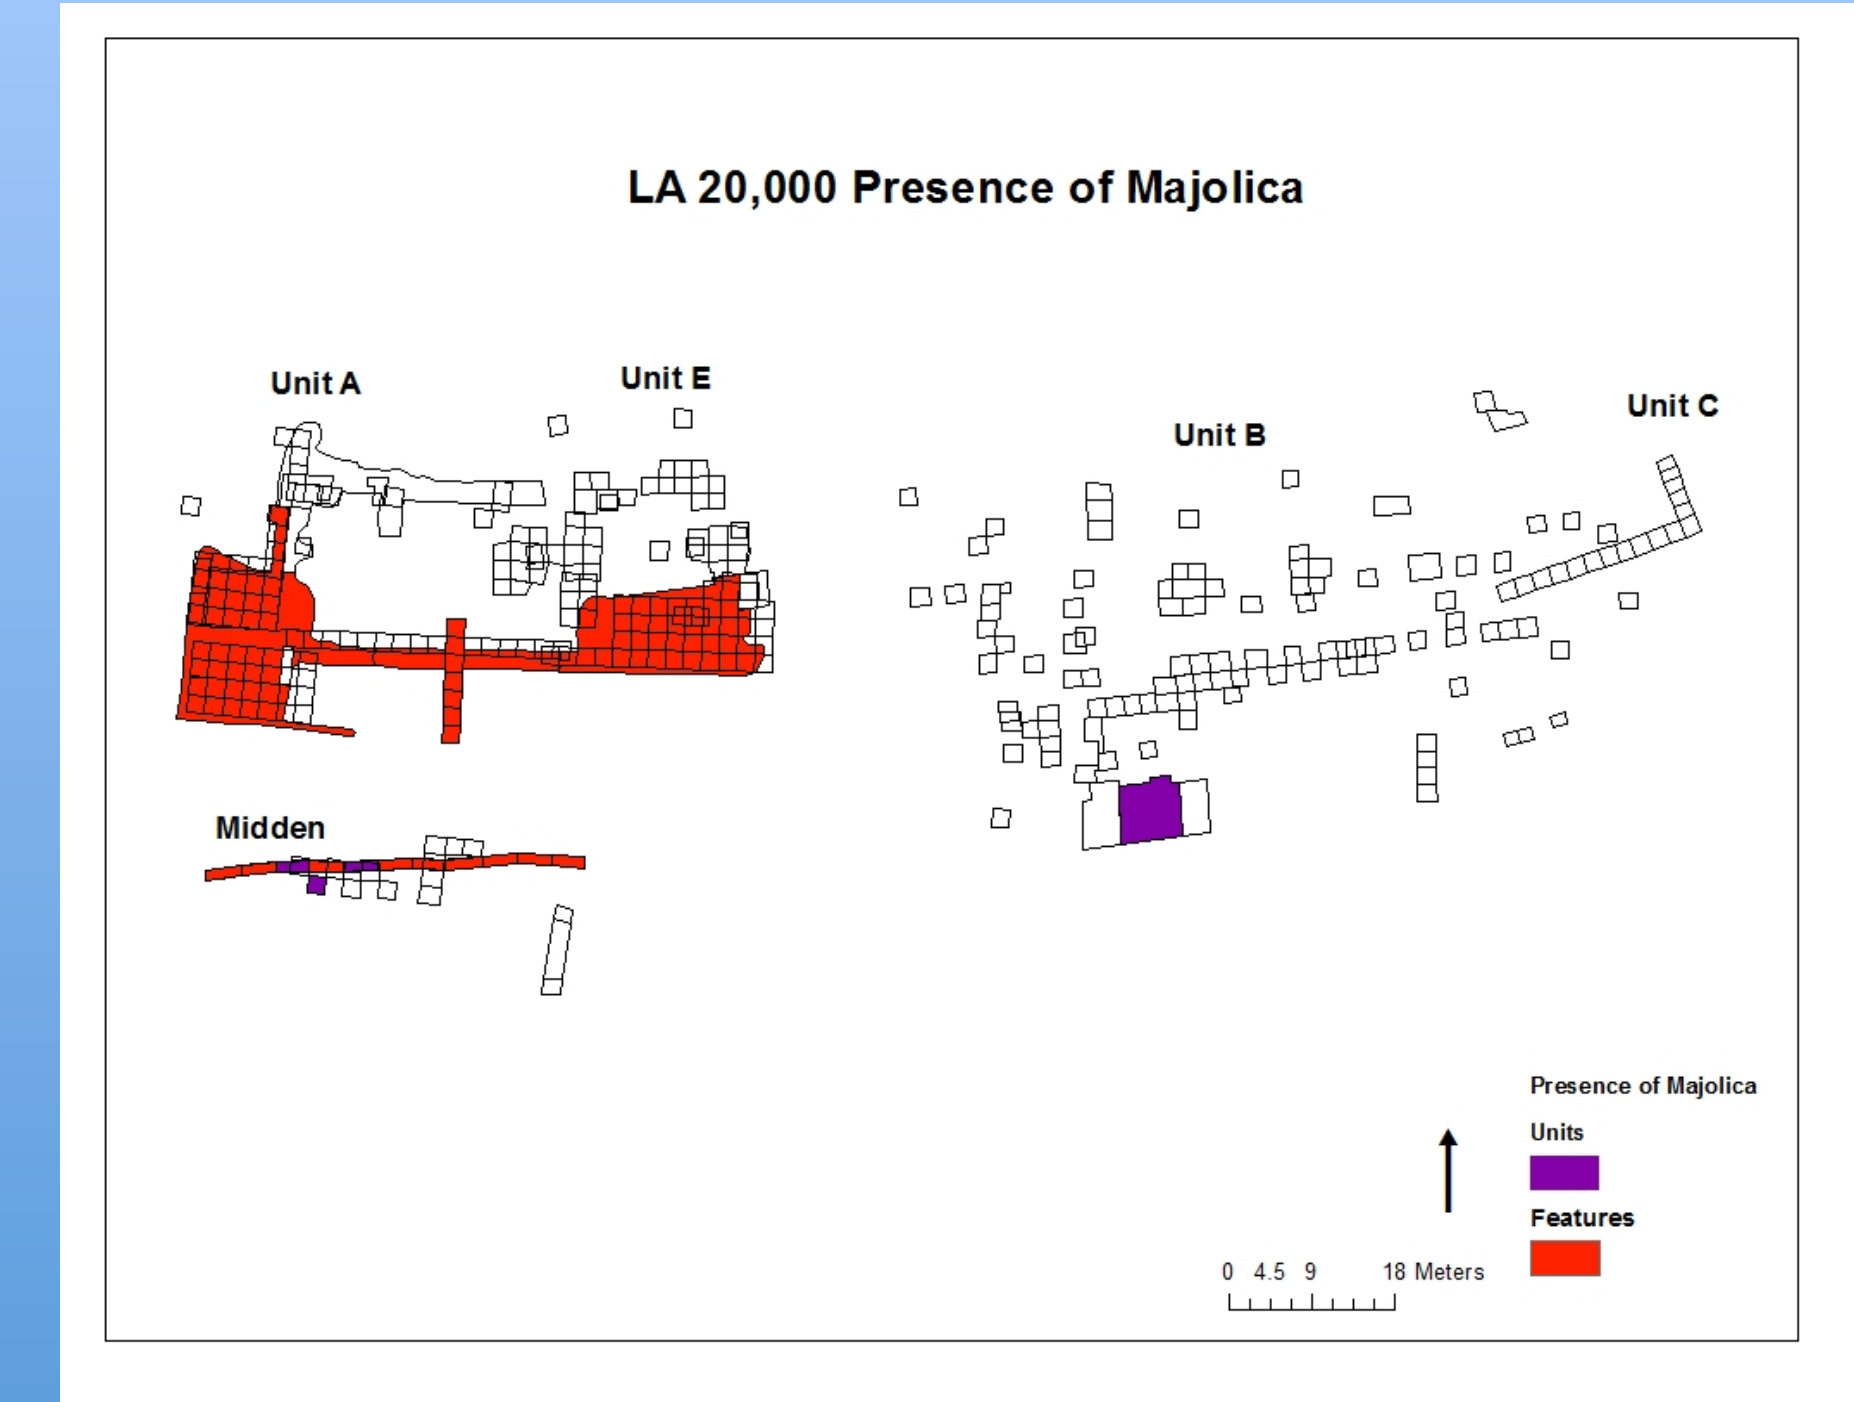 LA 20,000 Presence of Majolica
Unit A
Unit E
Unit B
Unit C
Midden
Presence of Majolica
Units
Features
0 4.5 9 18 Meters